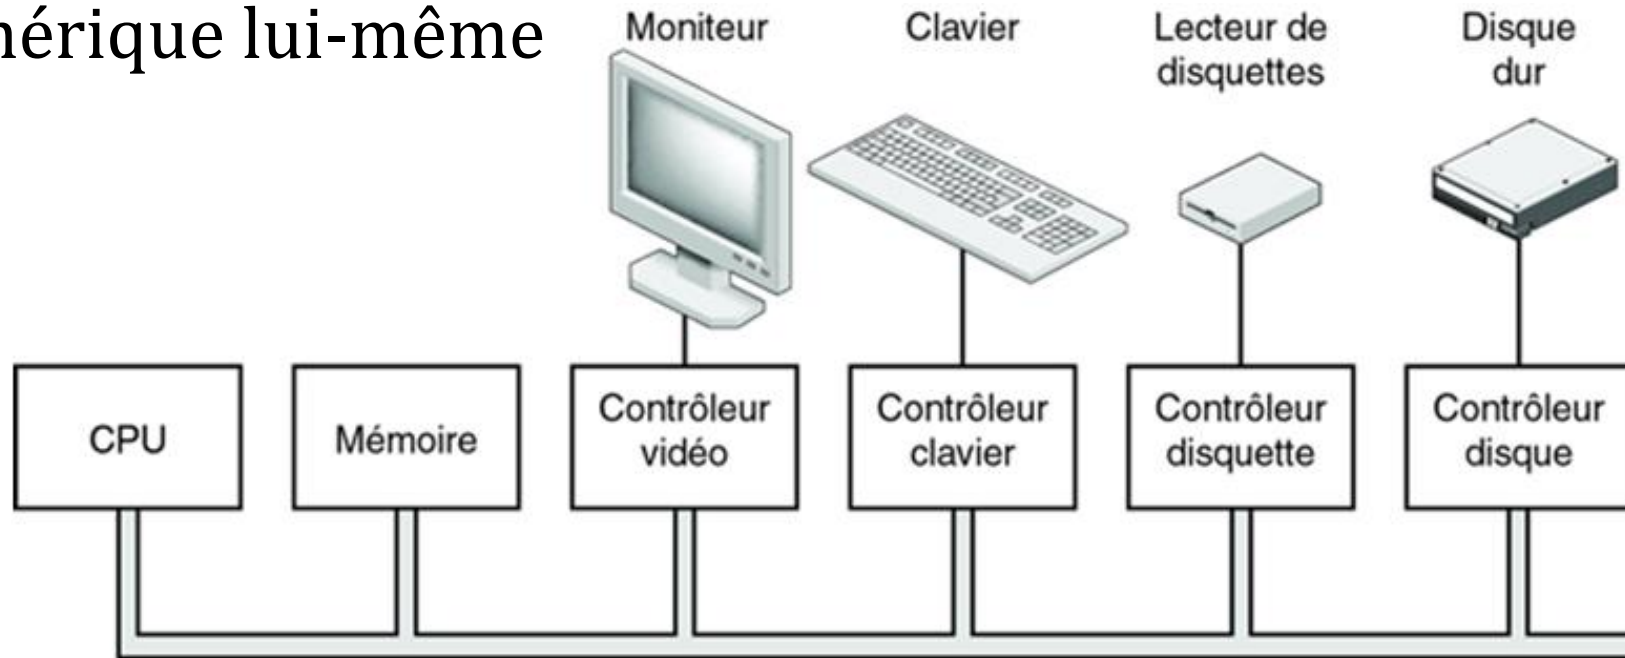 nérique lui-même
Moniteur
Clavier
Lecteur de
disquettes
Disque
dur
CPU
Mémoire
Contrôleur
vidéo
Contrôleur
clavier
Contrôleur
disquette
Contrôleur
disque